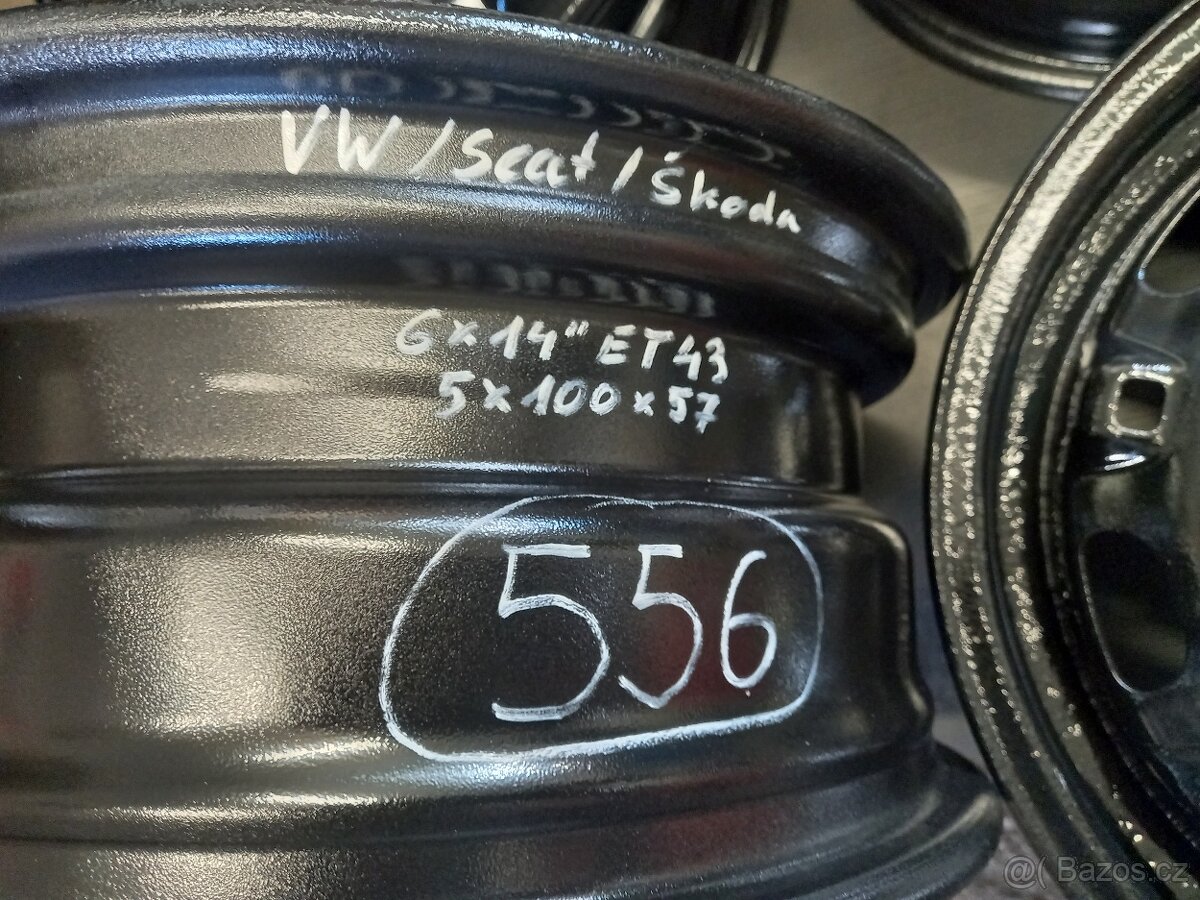 VW/Seat/Škoda
6x14" ET43
5x100x57
556
@( Bazos.cz